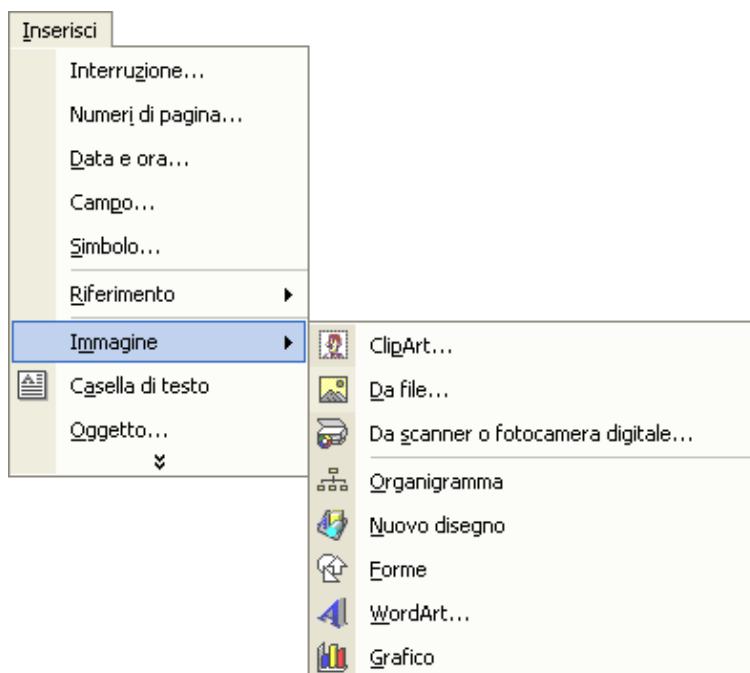 Inserisci
Interruzione...
Numeri di pagina...
Data e ora...
Campo...
Simbolo...
Riferimento
Immagine
Casella di testo
Oggetto...
ClipArt...
Da file...
Da scanner o fotocamera digitale...
Organigramma
Nuovo disegno
Forme
WordArt...
Grafico